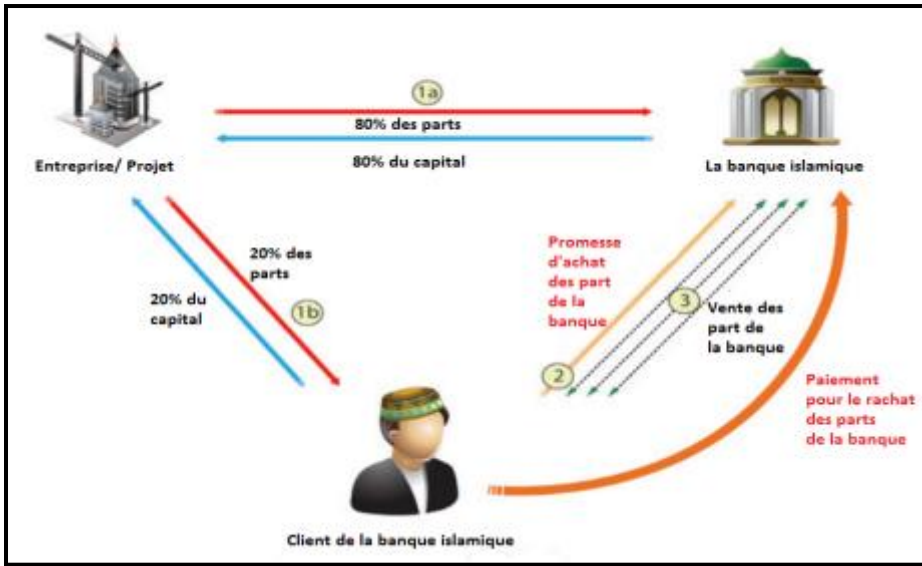 1a
80% des parts
80% du capital
Entreprise/ Projet
La banque islamique
20% des
parts
20% du
capital
1b
Promesse
d'achat
des part
de la
banque
3
Vente des
part de
la banque
2
Paiement
pour le rachat
des parts
de la banque
Client de la banque islamique